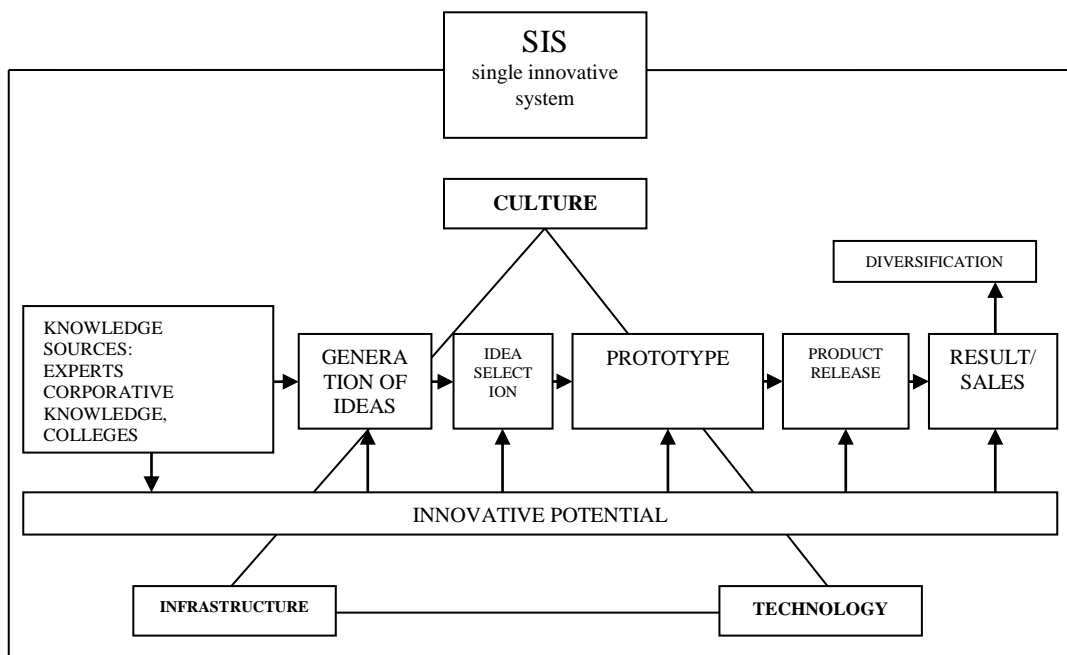 SIS
single innovative
system
CULTURE
DIVERSIFICATION
KNOWLEDGE
SOURCES:
EXPERTS
CORPORATIVE
KNOWLEDGE,
COLLEGES
GENERA
TION OF
IDEAS
IDEA
SELECT
ION
PROTOTYPE
PRODUCT
RELEASE
RESULT/
SALES
INNOVATIVE POTENTIAL
INFRASTRUCTURE
TECHNOLOGY